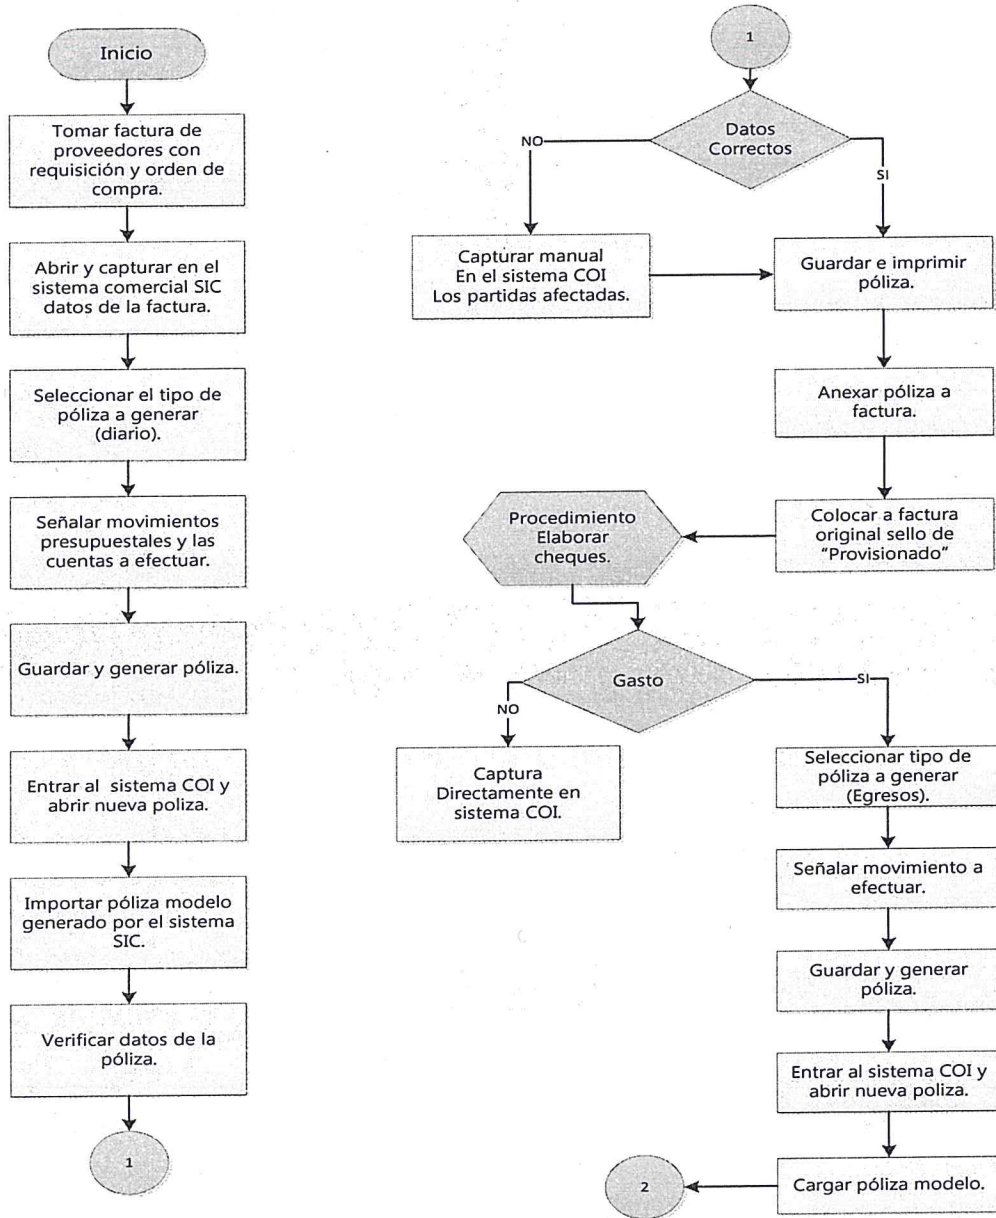 Inicio
Tomar factura de
proveedores con
requisición y orden de
compra.
Abrir y capturar en el
sistema comercial SIC
datos de la factura.
Seleccionar el tipo de
póliza a generar
(diario).
Señalar movimientos
presupuestales y las
cuentas a efectuar.
Guardar y generar póliza.
Entrar al sistema COI y
abrir nueva poliza.
Importar póliza modelo
generado por el sistema
SIC.
Verificar datos de la
póliza.
1
1
Datos
Correctos
NO
SI
Capturar manual
En el sistema COI
Los partidas afectadas.
Guardar e imprimir
póliza.
Anexar póliza a
factura.
Colocar a factura
original sello de
“Provisionado”
Procedimiento
Elaborar
cheques.
Gasto
NO
SI
Captura
Directamente en
sistema COI.
Seleccionar tipo de
póliza a generar
(Egresos).
Señalar movimiento a
efectuar.
Guardar y generar
póliza.
Entrar al sistema COI y
abrir nueva poliza.
Cargar póliza modelo.
2